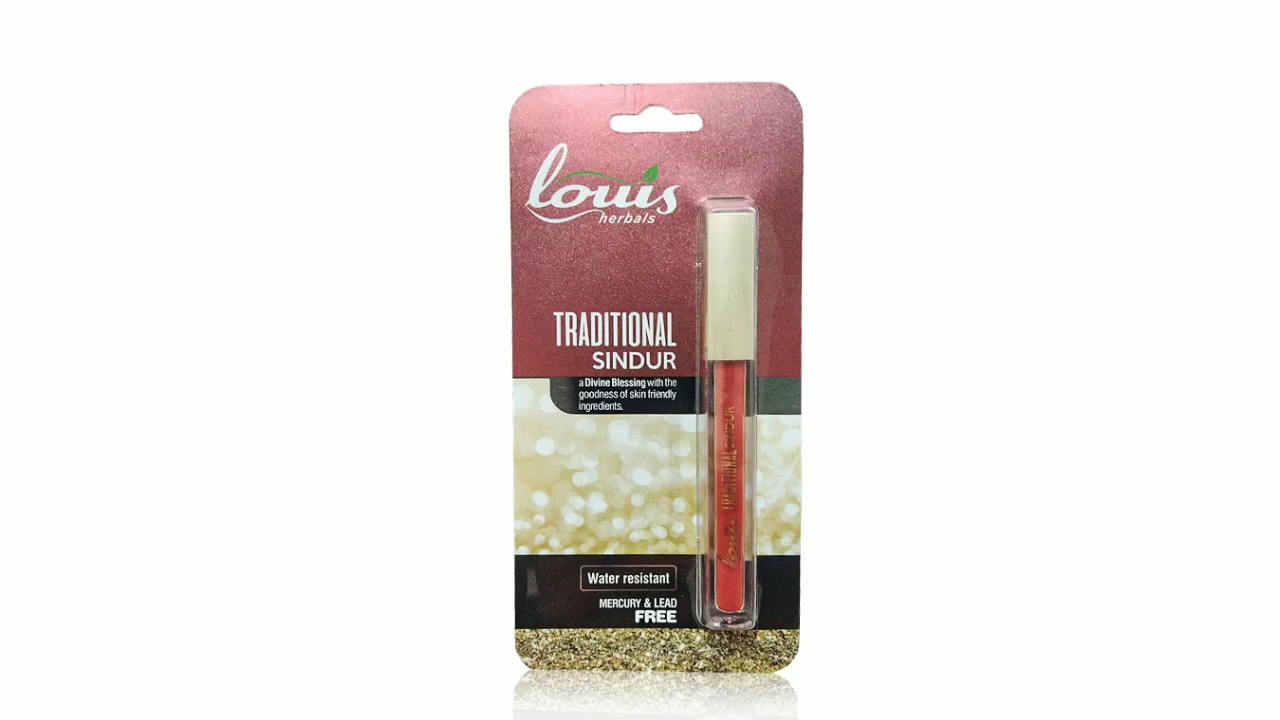 Louis
herbals
TRADITIONAL
SINDUR
a Divine Blessing with the
goodness of skin friendly
ingredients.
Water resistant
MERCURY & LEAD
FREE
Louis TRADITIONAL SINDUR